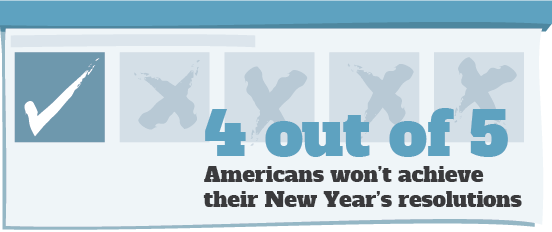 4 out of 5
Americans won't achieve
their New Year's resolutions